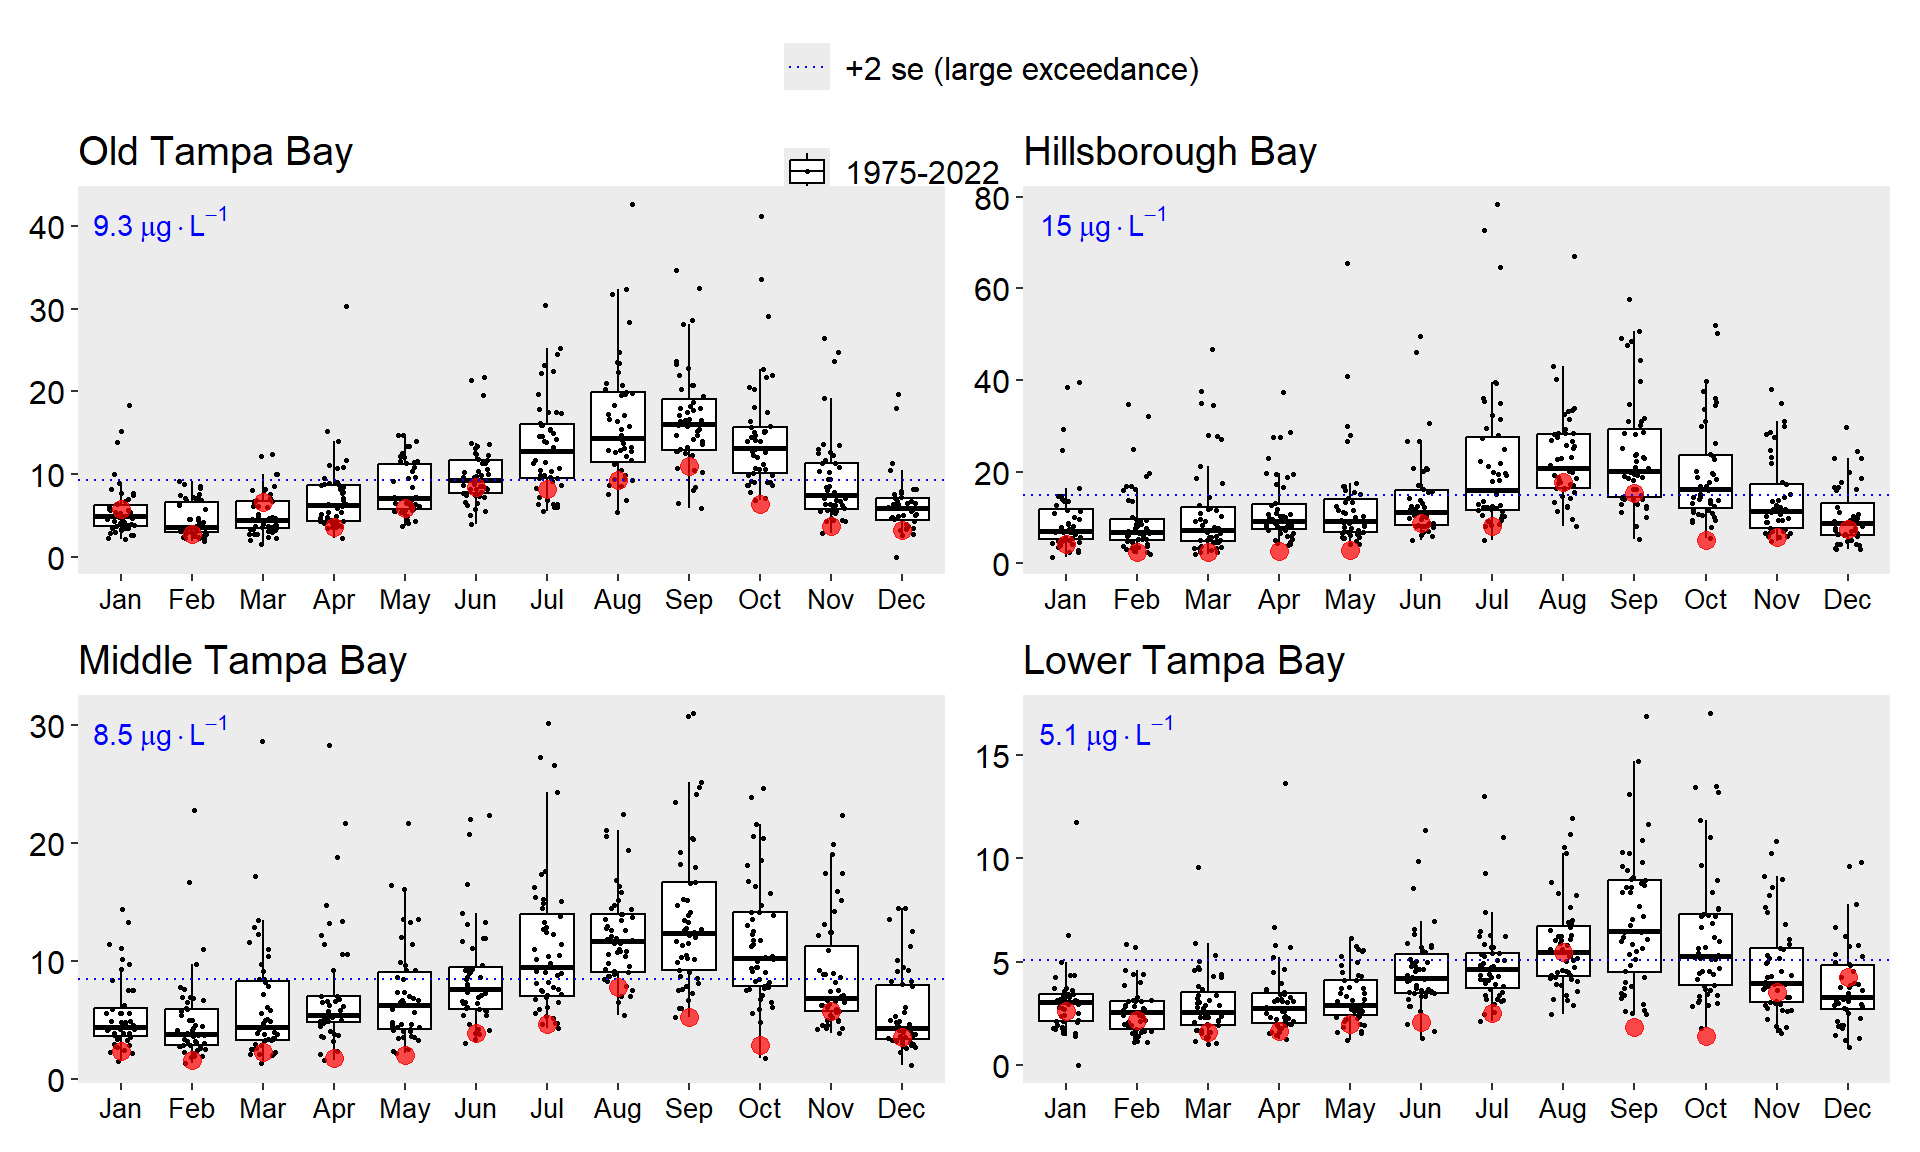 +2 se (large exceedance)
1975-2022
Old Tampa Bay
9.3 μg·L⁻¹
40
30
20
10
0
Jan Feb Mar Apr May Jun Jul Aug Sep Oct Nov Dec
Hillsborough Bay
15 μg·L⁻¹
80
60
40
20
0
Jan Feb Mar Apr May Jun Jul Aug Sep Oct Nov Dec
Middle Tampa Bay
8.5 μg·L⁻¹
30
20
10
0
Jan Feb Mar Apr May Jun Jul Aug Sep Oct Nov Dec
Lower Tampa Bay
5.1 μg·L⁻¹
15
10
5
0
Jan Feb Mar Apr May Jun Jul Aug Sep Oct Nov Dec